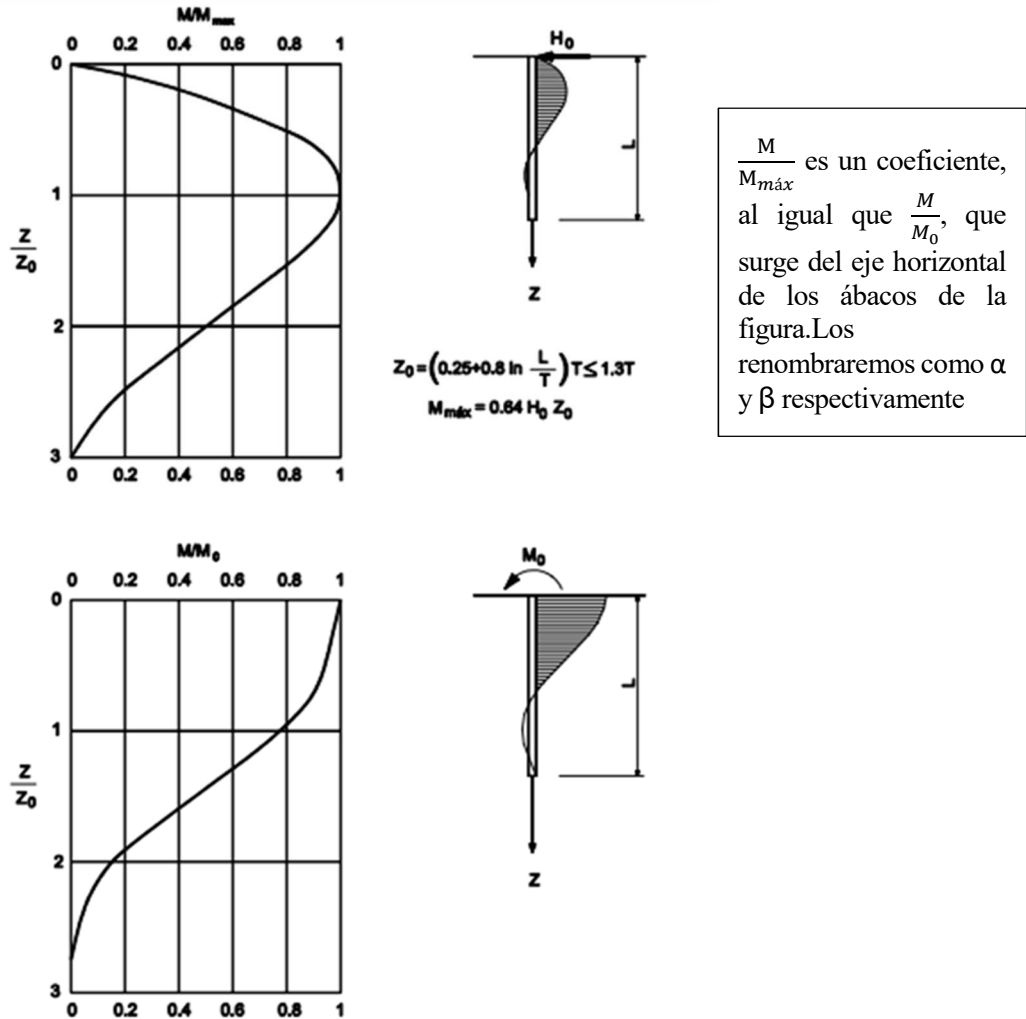 M/Mmax
0 0.2 0.4 0.6 0.8 1
0
1
2
3
Z/Z0
0 0.2 0.4 0.6 0.8 1
H0
L
Z
Z0 = (0.25+0.8 ln L/T) T ≤ 1.3T
Mmáx = 0.64 H0 Z0
M/Mmáx es un coeficiente,
al igual que M/M0, que
surge del eje horizontal
de los ábacos de la
figura.Los
renombraremos como α
y β respectivamente
M/M0
0 0.2 0.4 0.6 0.8 1
0
1
2
3
Z/Z0
0 0.2 0.4 0.6 0.8 1
M0
L
Z